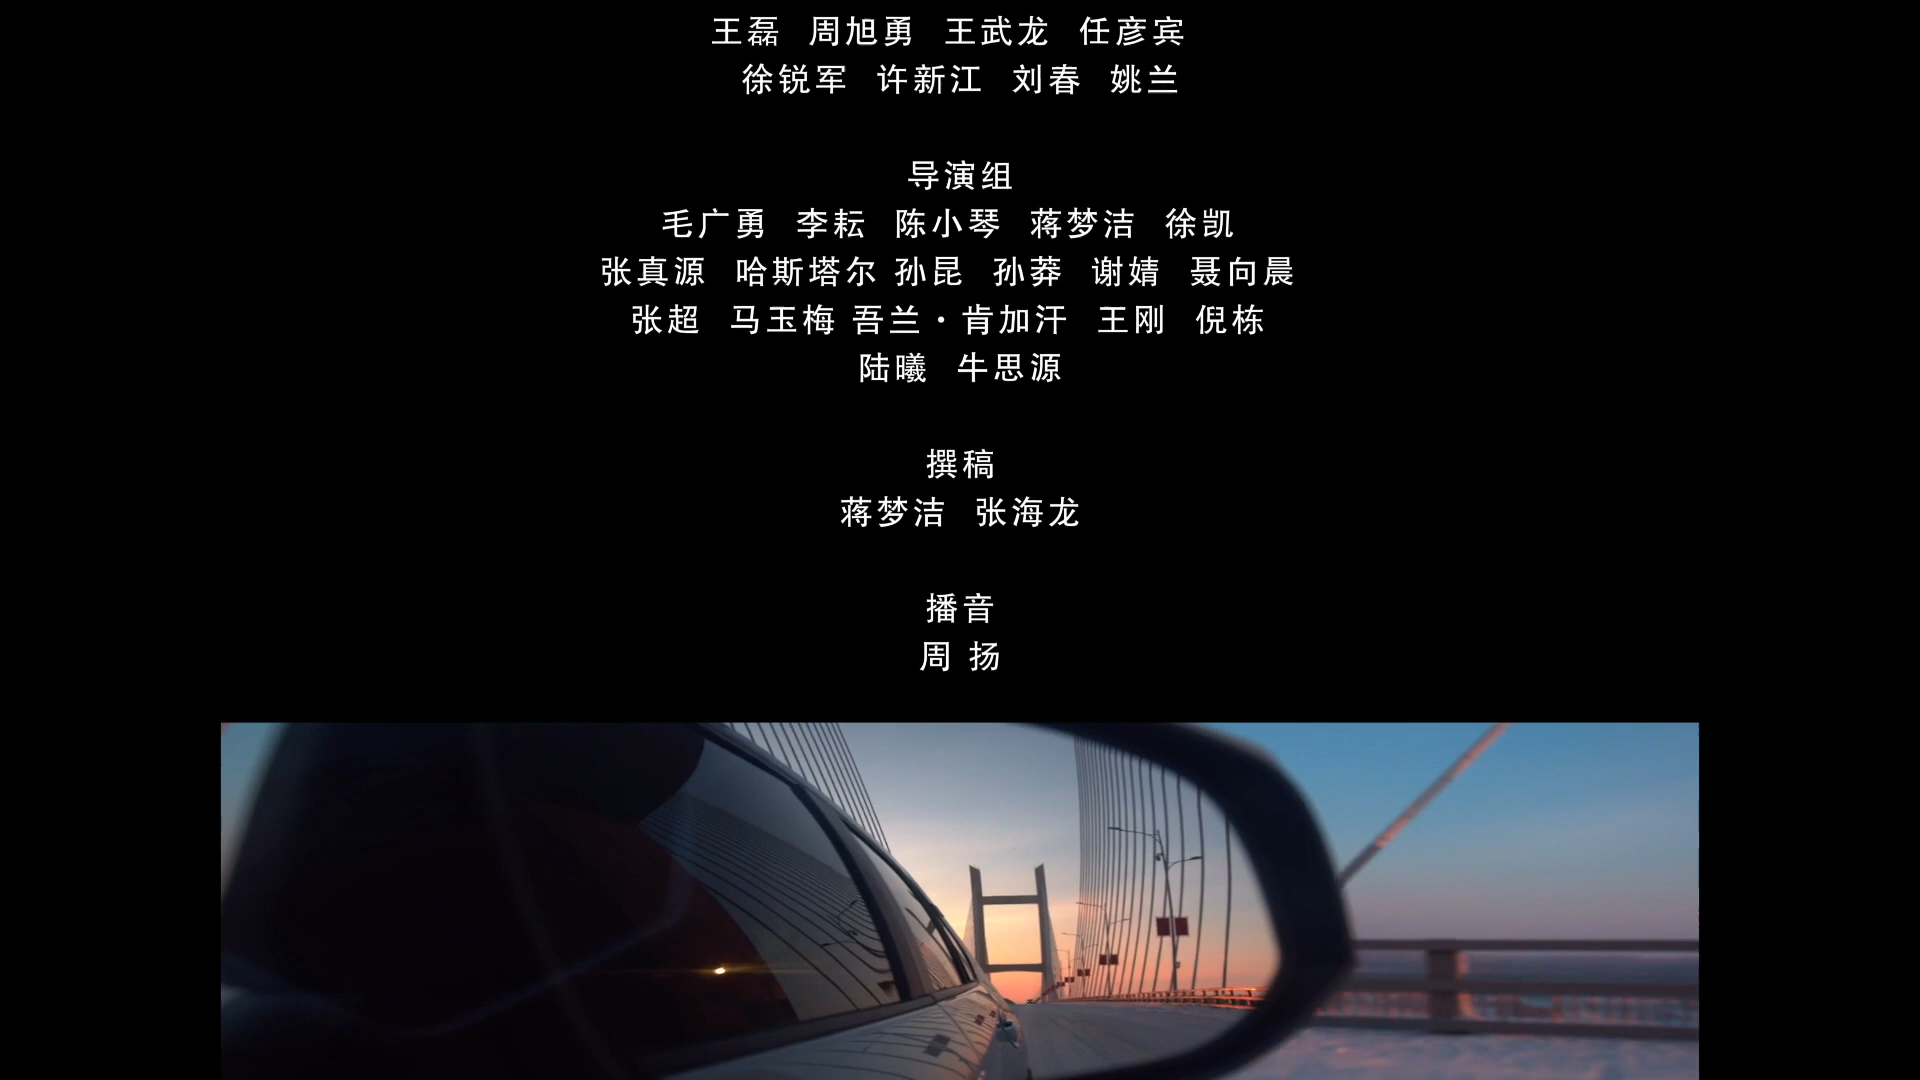 王磊 周旭勇 王武龙 任彦宾
徐锐军 许新江 刘春 姚兰
导演组
毛广勇 李耘 陈小琴 蒋梦洁 徐凯
张真源 哈斯塔尔 孙昆 孙莽 谢婧 聂向晨
张超 马玉梅 吾兰·肯加汗 王刚 倪栋
陆曦 牛思源
撰稿
蒋梦洁 张海龙
播音
周 扬